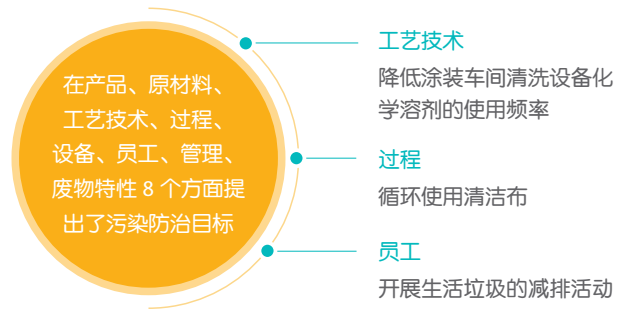 在产品、原材料、
工艺技术、过程、
设备、员工、管理、
废物特性 8 个方面提
出了污染防治目标
工艺技术
降低涂装车间清洗设备化
学溶剂的使用频率
过程
循环使用清洁布
员工
开展生活垃圾的减排活动